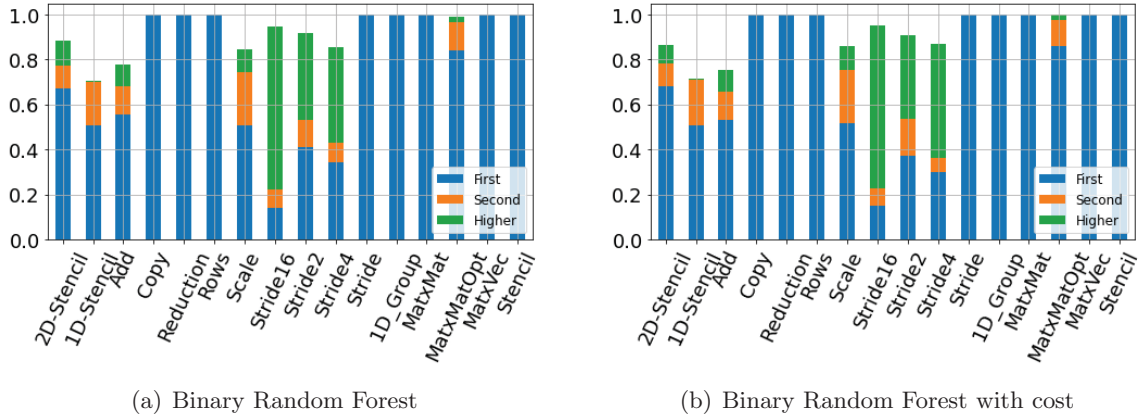 1.0
0.8
0.6
0.4
0.2
0.0
First
Second
Higher
2D-Stencil
1D-Stencil
Add
Copy
Reduction
Rows
Scale
Stride16
Stride2
Stride4
Stride
1D_Group
MatxMat
MatxMatOpt
MatxVec
Stencil
(a) Binary Random Forest
1.0
0.8
0.6
0.4
0.2
0.0
First
Second
Higher
2D-Stencil
1D-Stencil
Add
Copy
Reduction
Rows
Scale
Stride16
Stride2
Stride4
Stride
1D_Group
MatxMat
MatxMatOpt
MatxVec
Stencil
(b) Binary Random Forest with cost